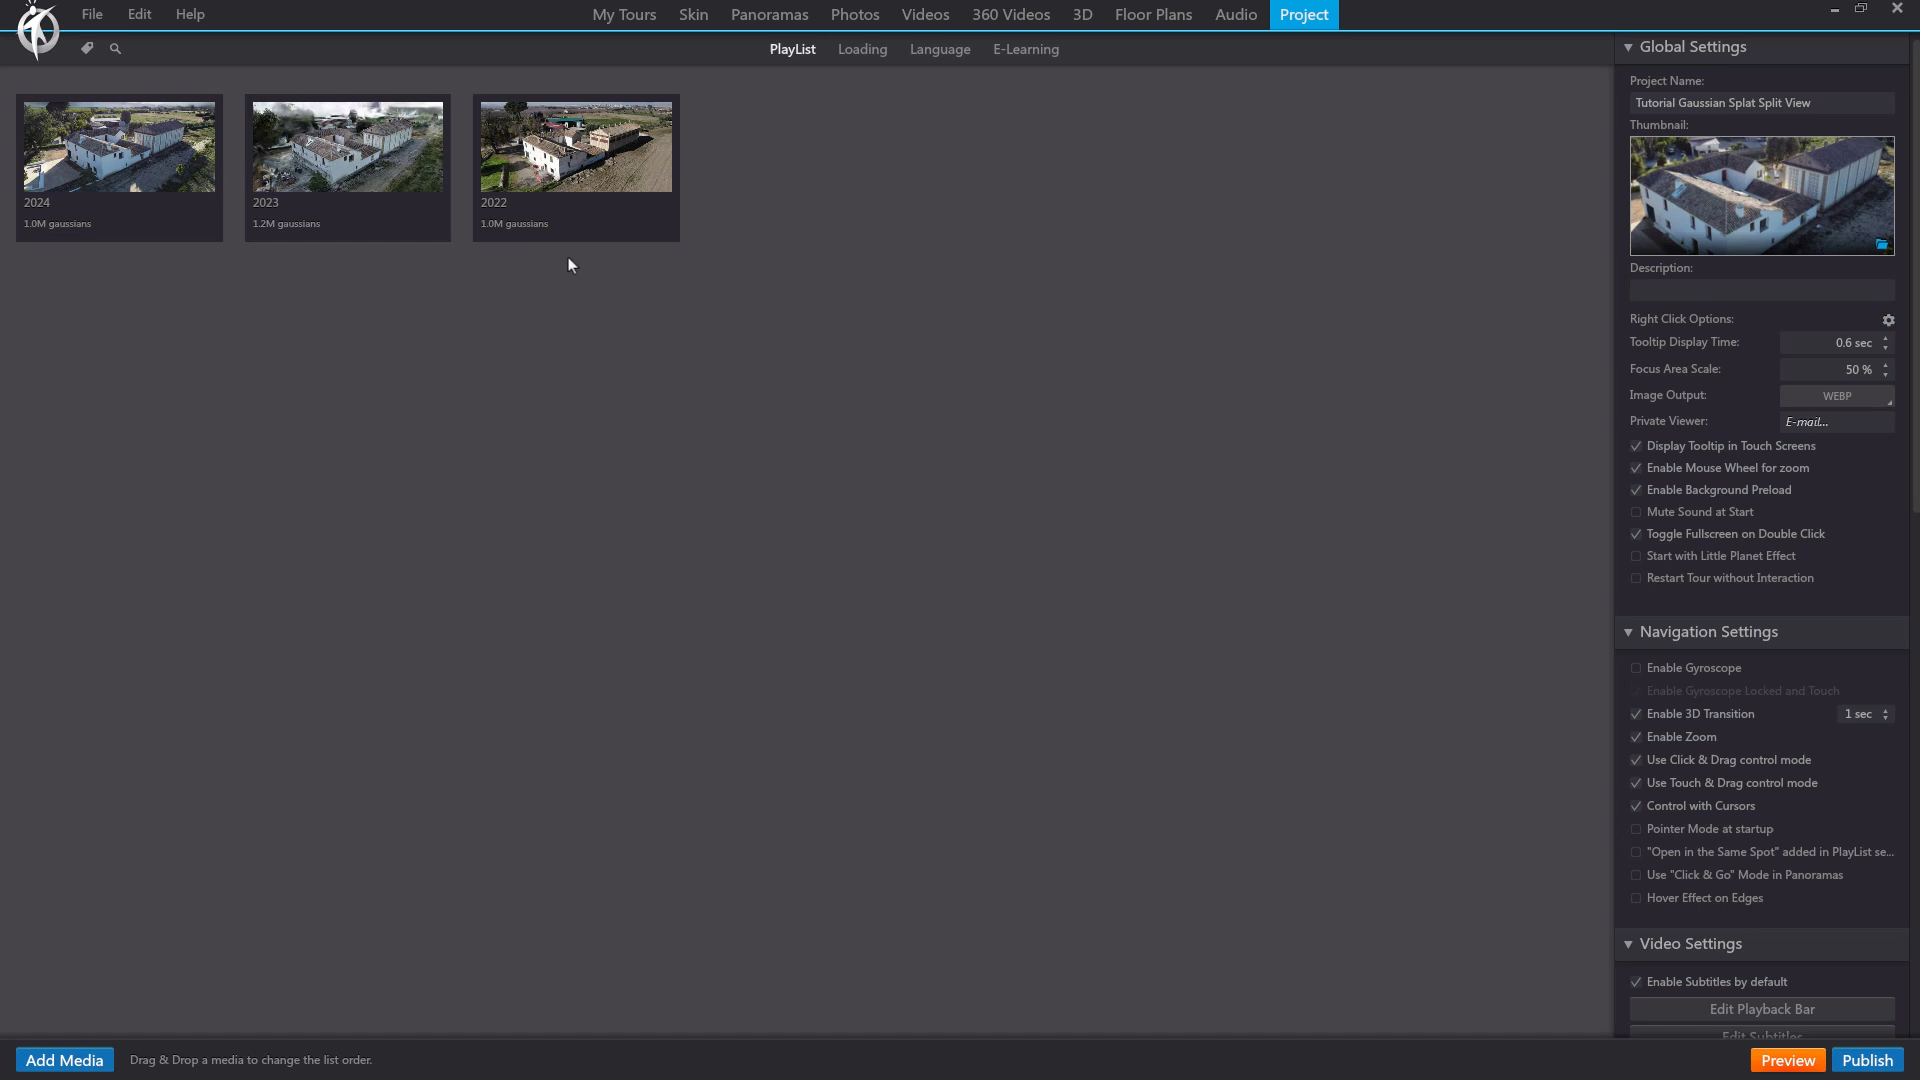 File Edit Help
My Tours Skin Panoramas Photos Videos 360 Videos 3D Floor Plans Audio Project
PlayList Loading Language E-Learning
2024
1.0M gaussians
2023
1.2M gaussians
2022
1.0M gaussians
Global Settings
Project Name:
Tutorial Gaussian Splat Split View
Thumbnail:
Description:
Right Click Options:
Tooltip Display Time: 0.6 sec
Focus Area Scale: 50 %
Image Output: WEBP
Private Viewer: E-mail...
Display Tooltip in Touch Screens
Enable Mouse Wheel for zoom
Enable Background Preload
Mute Sound at Start
Toggle Fullscreen on Double Click
Start with Little Planet Effect
Restart Tour without Interaction
Navigation Settings
Enable Gyroscope
Enable Gyroscope Locked and Touch
Enable 3D Transition 1 sec
Enable Zoom
Use Click & Drag control mode
Use Touch & Drag control mode
Control with Cursors
Pointer Mode at startup
"Open in the Same Spot" added in PlayList se...
Use "Click & Go" Mode in Panoramas
Hover Effect on Edges
Video Settings
Enable Subtitles by default
Edit Playback Bar
Edit Subtitles
Add Media Drag & Drop a media to change the list order.
Preview Publish